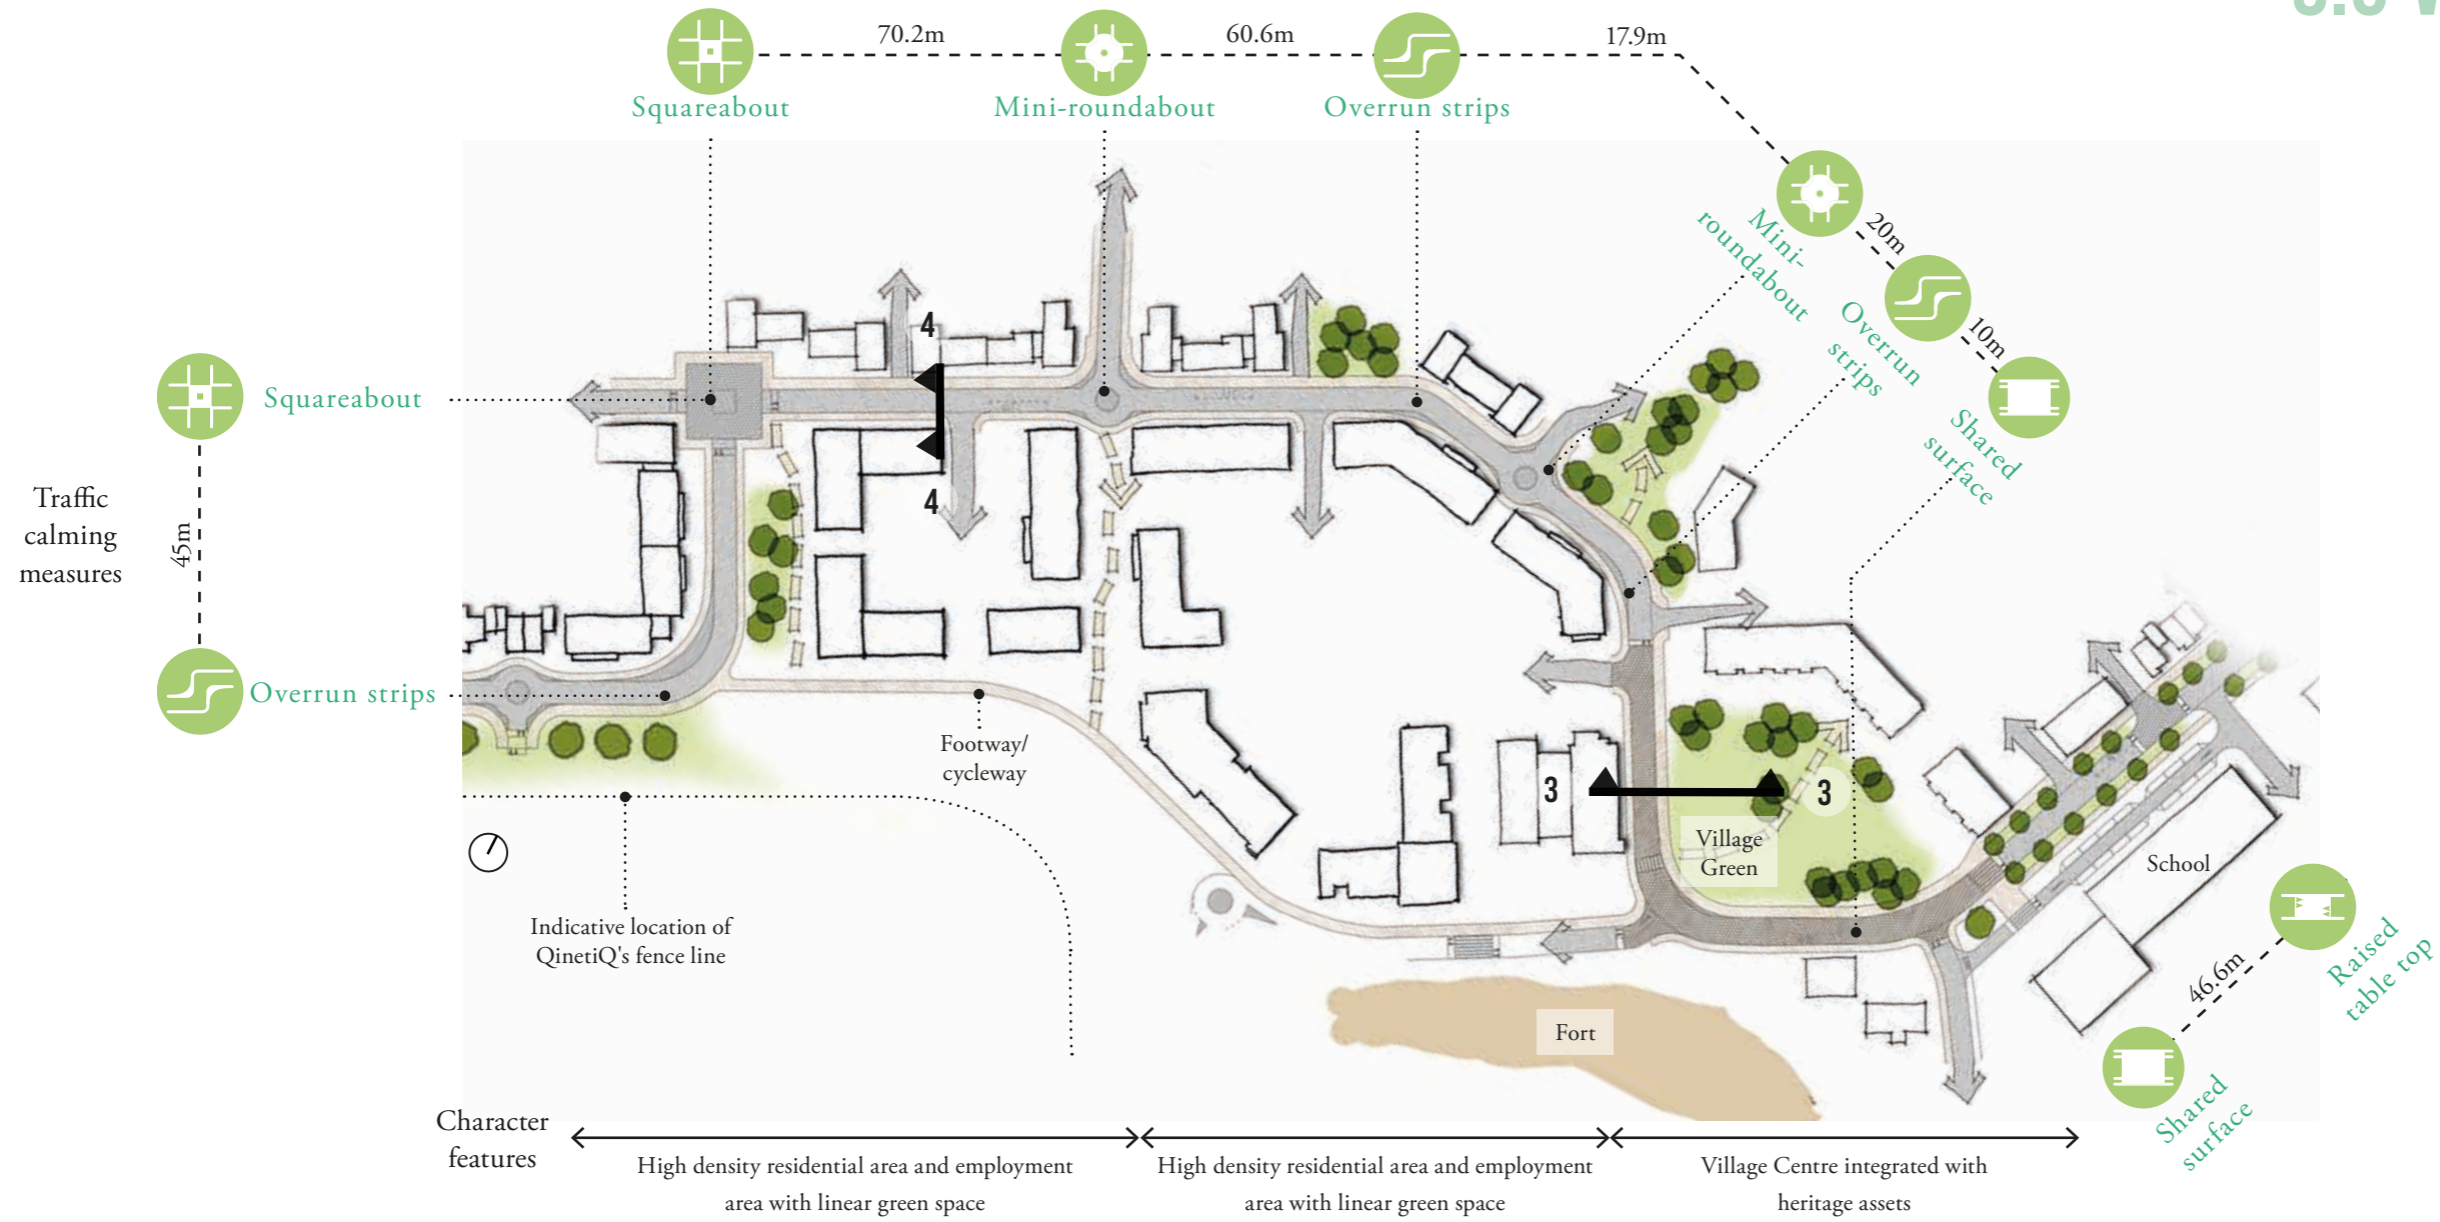 70.2m
60.6m
17.9m
Squareabout
Mini-roundabout
Overrun strips
Mini-
roundabout
20m
Overrun
strips
10m
Shared
surface
4
4
Squareabout
Traffic
calming
measures
45m
Overrun strips
Footway/
cycleway
3
3
Village
Green
School
Indicative location of
QinetiQ's fence line
Fort
Raised
table top
46.6m
Shared
surface
Character
features
High density residential area and employment
area with linear green space
High density residential area and employment
area with linear green space
Village Centre integrated with
heritage assets